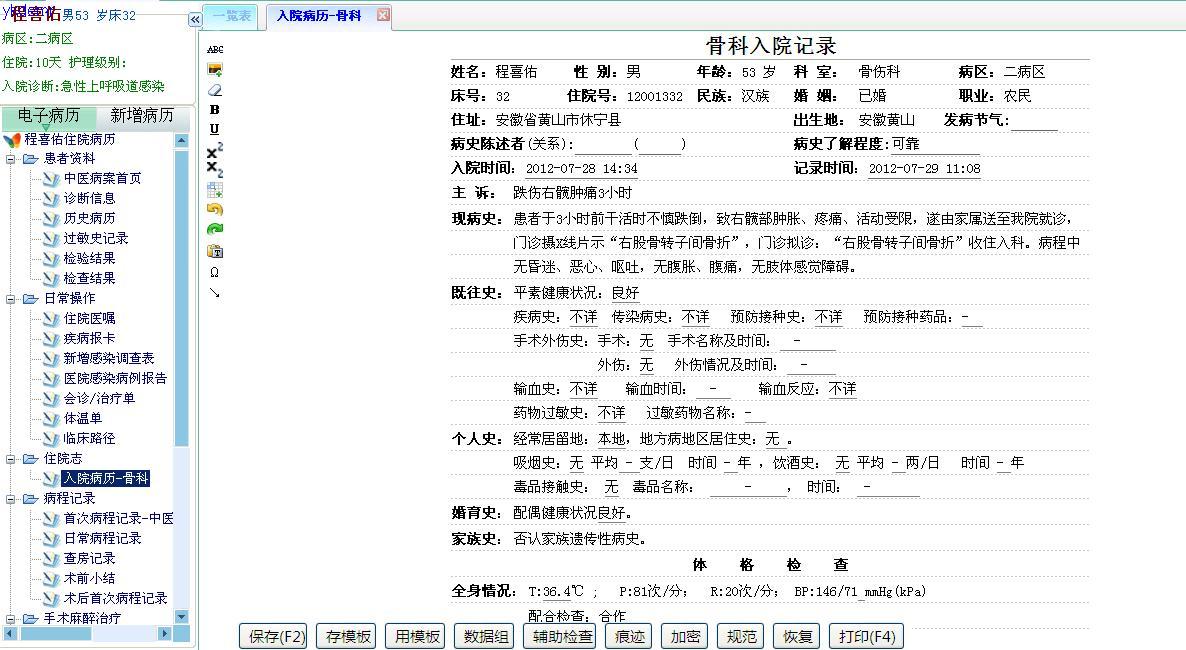 程喜佑 男53 岁床32
病区:二病区
住院:10天 护理级别:
入院诊断:急性上呼吸道感染
电子病历 新增病历
程喜佑住院病历
患者资料
中医病案首页
诊断信息
历史病历
过敏史记录
检验结果
检查结果
日常操作
住院医嘱
疾病报卡
新增感染调查表
医院感染病例报告
会诊/治疗单
体温单
临床路径
住院志
入院病历-骨科
病程记录
首次病程记录-中医
日常病程记录
查房记录
术前小结
术后首次病程记录
手术麻醉治疗
一览表 入院病历-骨科
ABC
B
U
X2
X2
Ω
骨科入院记录
姓名: 程喜佑 性 别: 男 年龄: 53 岁 科 室: 骨伤科 病区: 二病区
床号: 32 住院号: 12001332 民族: 汉族 婚 姻: 已婚 职业: 农民
住址: 安徽省黄山市休宁县 出生地: 安徽黄山 发病节气:______
病史陈述者(关系):________ (______) 病史了解程度:可靠
入院时间: 2012-07-28 14:34 记录时间: 2012-07-29 11:08
主 诉: 跌伤右髋肿痛3小时
现病史: 患者于3小时前干活时不慎跌倒，致右髋部肿胀、疼痛、活动受限，遂由家属送至我院就诊，
门诊摄X线片示“右股骨转子间骨折”，门诊拟诊：“右股骨转子间骨折”收住入科。病程中
无昏迷、恶心、呕吐，无腹胀、腹痛，无肢体感觉障碍。
既往史: 平素健康状况: 良好
疾病史: 不详 传染病史: 不详 预防接种史: 不详 预防接种药品: -
手术外伤史: 手术: 无 手术名称及时间: -
外伤: 无 外伤情况及时间: -
输血史: 不详 输血时间: - 输血反应: 不详
药物过敏史: 不详 过敏药物名称: -
个人史: 经常居留地: 本地，地方病地区居住史: 无 。
吸烟史: 无 平均 - 支/日 时间 - 年 ，饮酒史: 无 平均 - 两/日 时间 - 年
毒品接触史: 无 毒品名称: - ， 时间: -
婚育史: 配偶健康状况良好。
家族史: 否认家族遗传性病史。
体 格 检 查
全身情况: T:36.4℃ ; P:81次/分; R:20次/分; BP:146/71_mmHg(kPa)
配合检查: 合作
保存(F2) 存模板 用模板 数据组 辅助检查 痕迹 加密 规范 恢复 打印(F4)